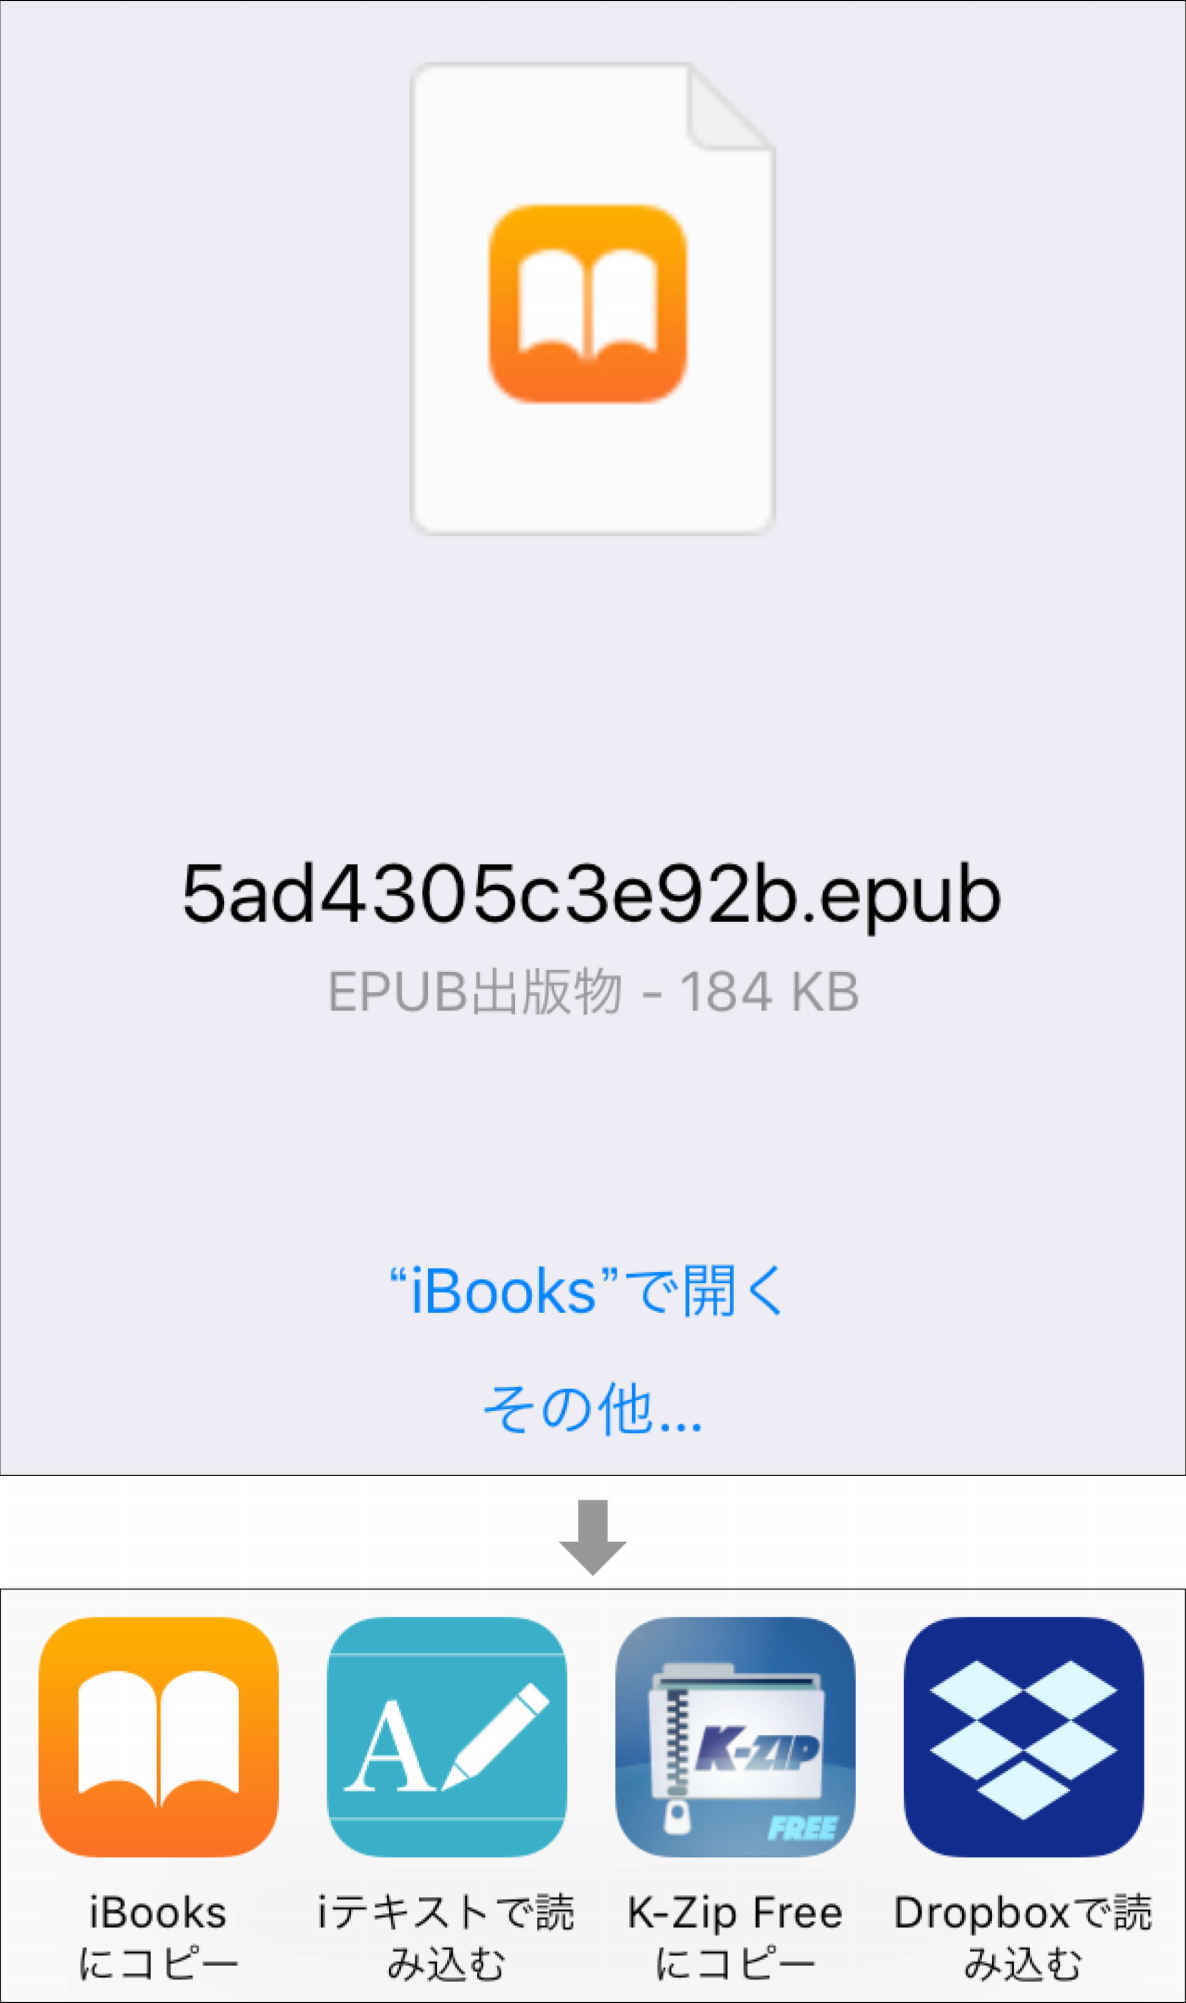 5ad4305c3e92b.epub
EPUB出版物 - 184 KB
“iBooks”で開く
その他...
A
K-ZIP
FREE
iBooks
にコピー
iテキストで読
み込む
K-Zip Free
にコピー
Dropboxで読
み込む